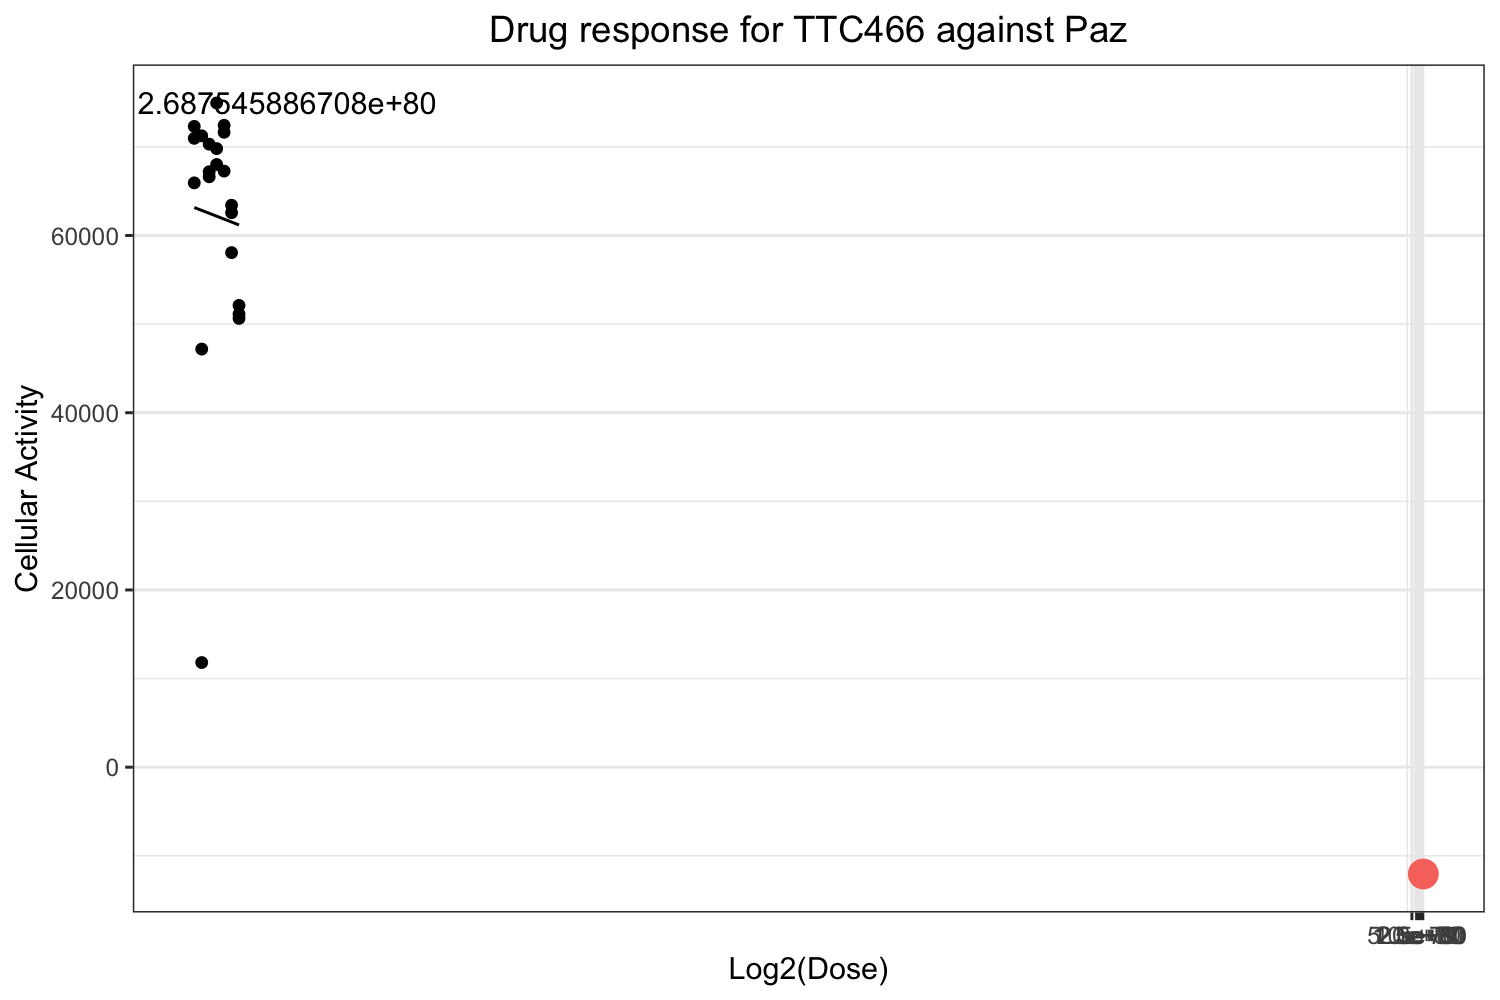 Drug response for TTC466 against Paz
2.687545886708e+80
60000
40000
20000
0
Cellular Activity
Log2(Dose)